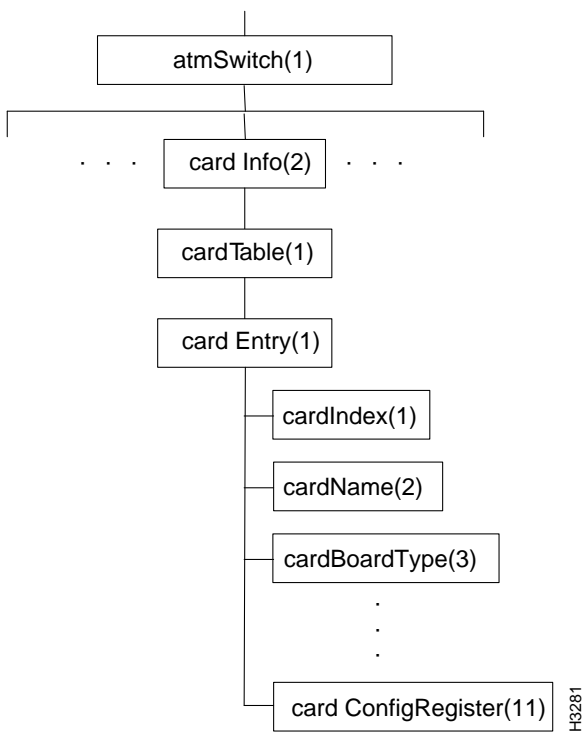 atmSwitch(1)
. . . card Info(2) . . .
cardTable(1)
card Entry(1)
cardIndex(1)
cardName(2)
cardBoardType(3)
.
.
.
card ConfigRegister(11)
H3281